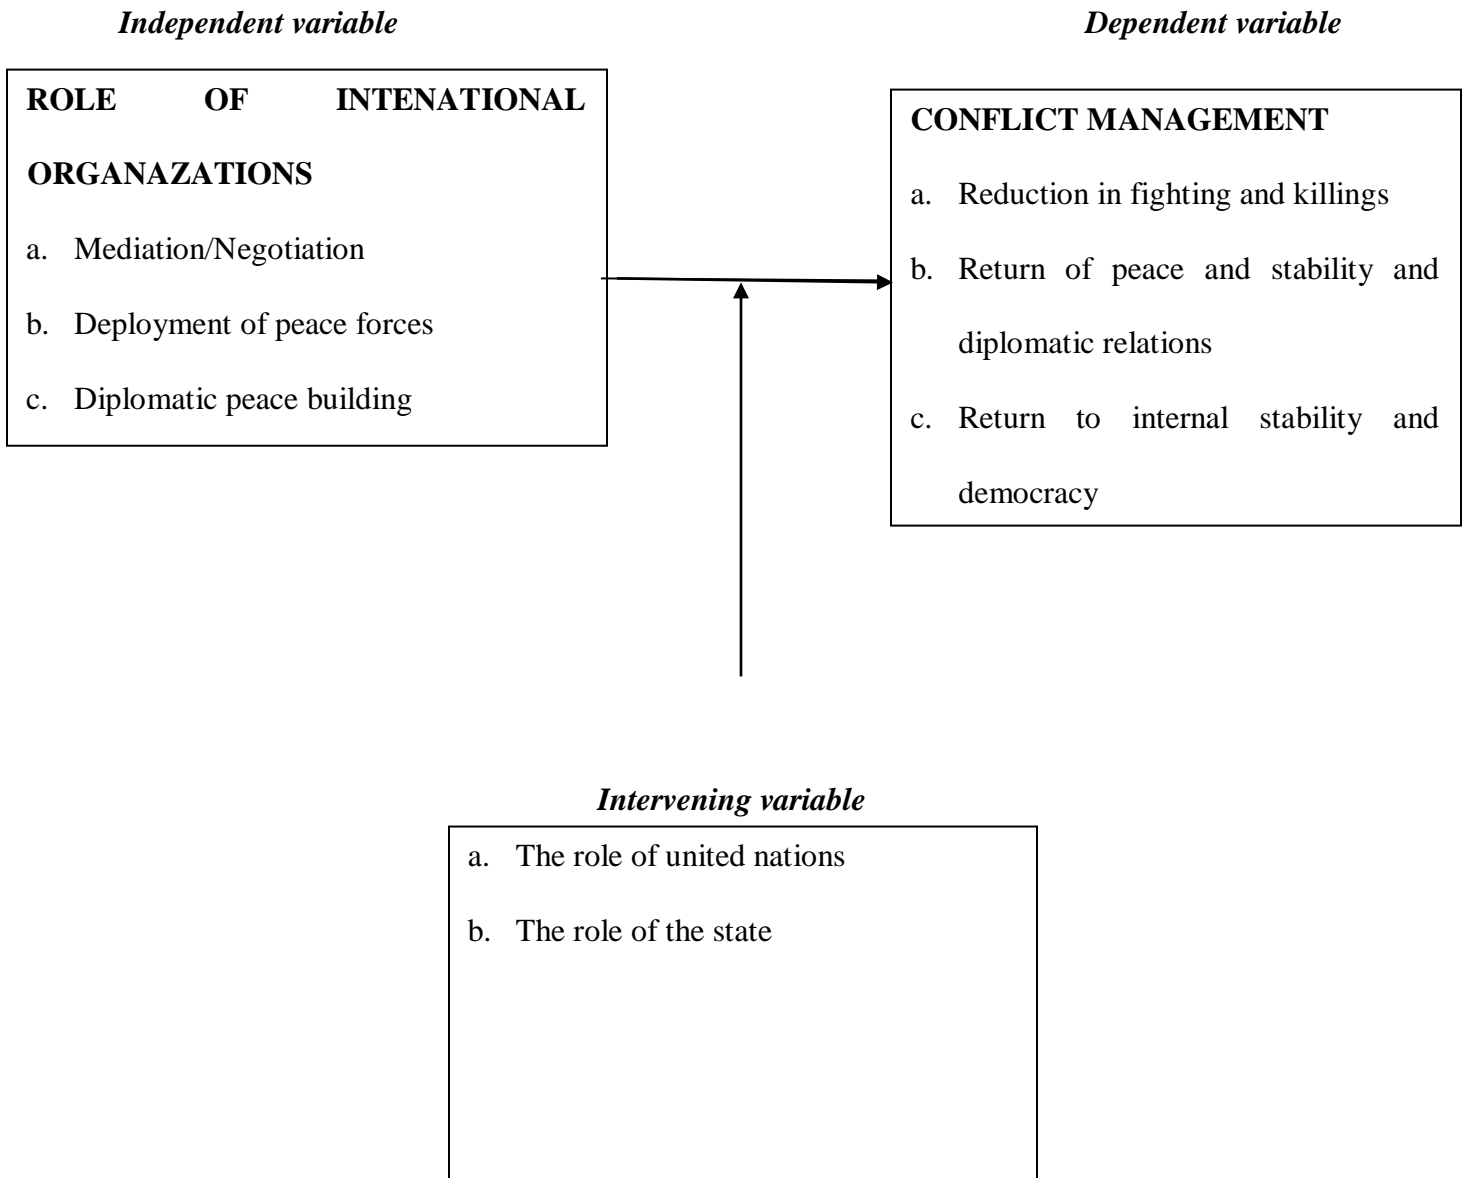 Independent variable
Dependent variable
ROLE OF INTENATIONAL
ORGANAZATIONS
a. Mediation/Negotiation
b. Deployment of peace forces
c. Diplomatic peace building
CONFLICT MANAGEMENT
a. Reduction in fighting and killings
b. Return of peace and stability and
diplomatic relations
c. Return to internal stability and
democracy
Intervening variable
a. The role of united nations
b. The role of the state